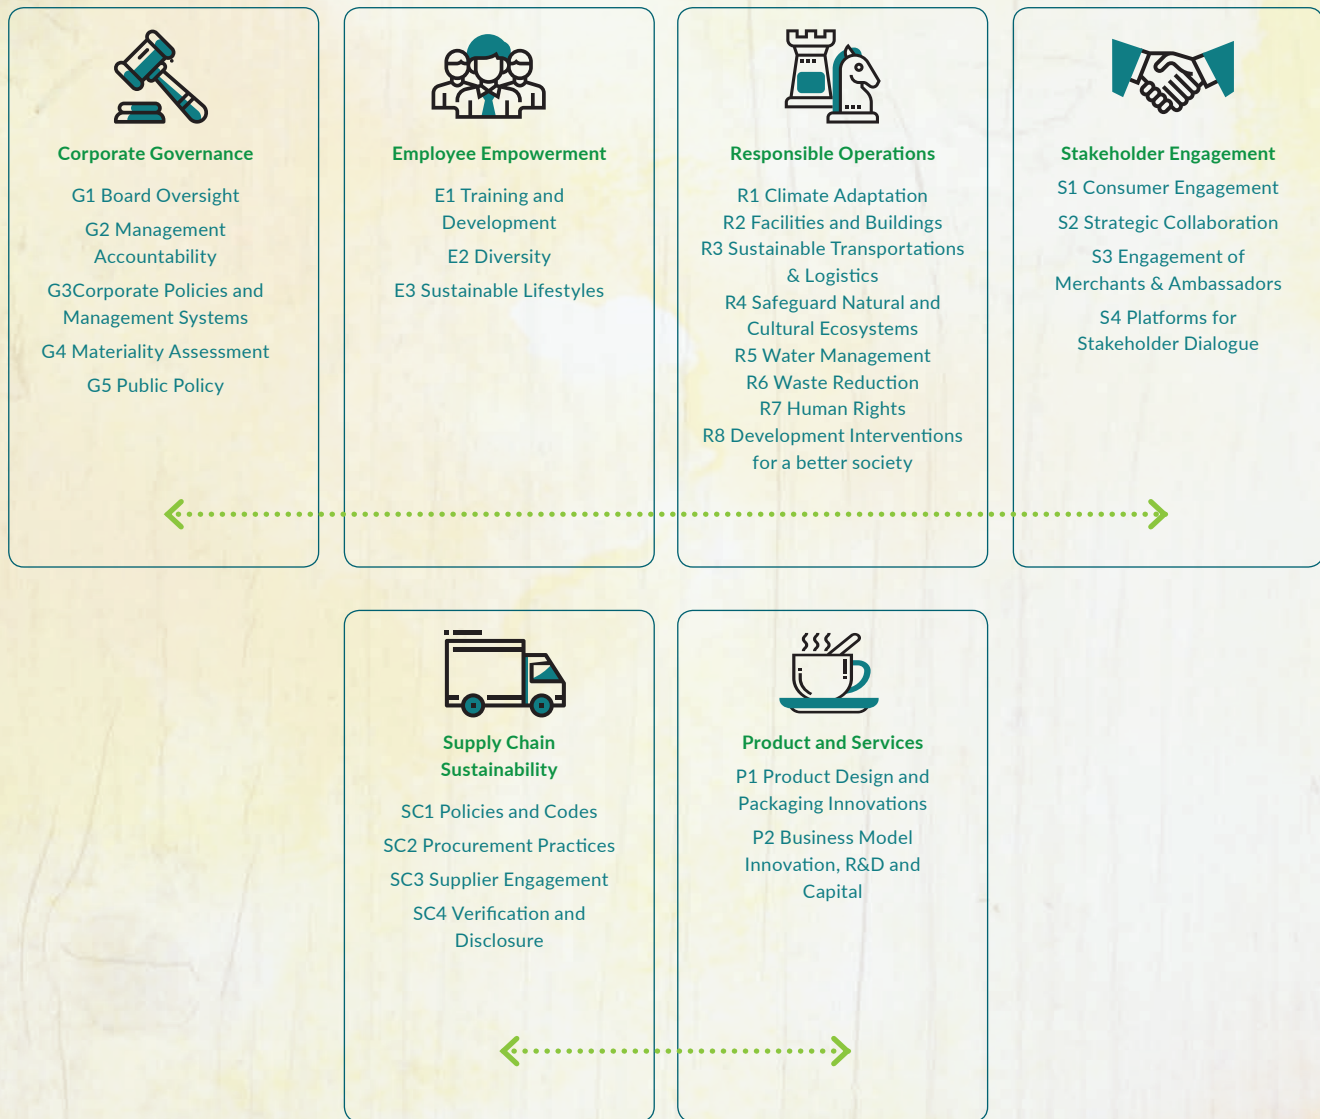 Corporate Governance
G1 Board Oversight
G2 Management
Accountability
G3Corporate Policies and
Management Systems
G4 Materiality Assessment
G5 Public Policy
Employee Empowerment
E1 Training and
Development
E2 Diversity
E3 Sustainable Lifestyles
Responsible Operations
R1 Climate Adaptation
R2 Facilities and Buildings
R3 Sustainable Transportations
& Logistics
R4 Safeguard Natural and
Cultural Ecosystems
R5 Water Management
R6 Waste Reduction
R7 Human Rights
R8 Development Interventions
for a better society
Stakeholder Engagement
S1 Consumer Engagement
S2 Strategic Collaboration
S3 Engagement of
Merchants & Ambassadors
S4 Platforms for
Stakeholder Dialogue
Supply Chain
Sustainability
SC1 Policies and Codes
SC2 Procurement Practices
SC3 Supplier Engagement
SC4 Verification and
Disclosure
Product and Services
P1 Product Design and
Packaging Innovations
P2 Business Model
Innovation, R&D and
Capital